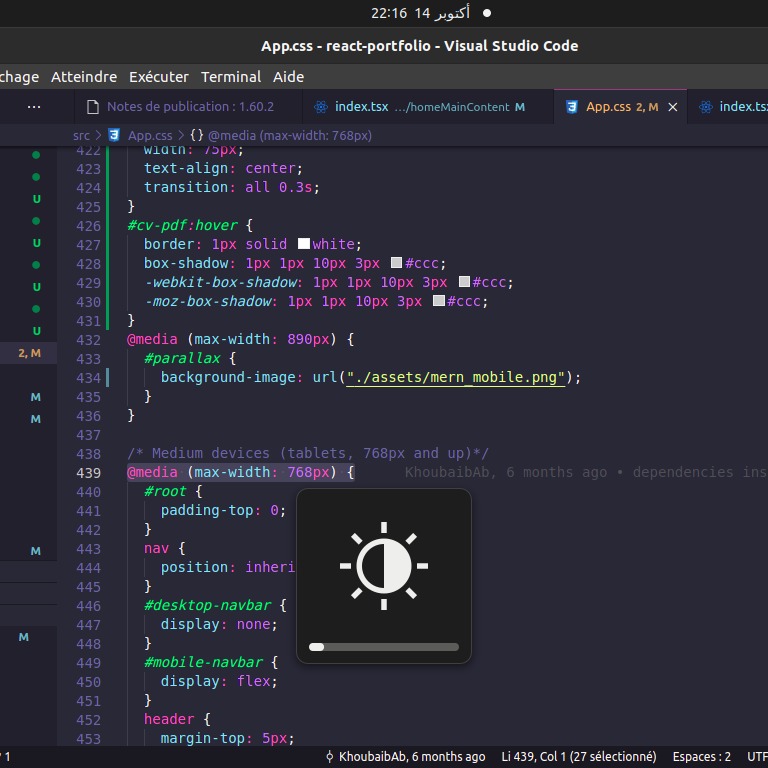 22:16 14 أكتوبر
App.css - react-portfolio - Visual Studio Code
chage Atteindre Exécuter Terminal Aide
... Notes de publication : 1.60.2 index.tsx .../homeMainContent M App.css 2, M index.ts
src > App.css > {} @media (max-width: 768px)
422 width: 75px;
423 text-align: center;
424 transition: all 0.3s;
U 425 }
426 #cv-pdf:hover {
U 427 border: 1px solid white;
428 box-shadow: 1px 1px 10px 3px #ccc;
U 429 -webkit-box-shadow: 1px 1px 10px 3px #ccc;
430 -moz-box-shadow: 1px 1px 10px 3px #ccc;
U 431 }
432 @media (max-width: 890px) {
2, M 433 #parallax {
434 background-image: url("./assets/mern_mobile.png");
M 435 }
M 436 }
437
438 /* Medium devices (tablets, 768px and up)*/
439 @media (max-width: 768px) { KhoubaibAb, 6 months ago • dependencies ins
440 #root {
441 padding-top: 0;
442 }
M 443 nav {
444 position: inheri
445 }
446 #desktop-navbar {
447 display: none;
M 448 }
449 #mobile-navbar {
450 display: flex;
451 }
452 header {
453 margin-top: 5px;
1 KhoubaibAb, 6 months ago Li 439, Col 1 (27 sélectionné) Espaces : 2 UTF